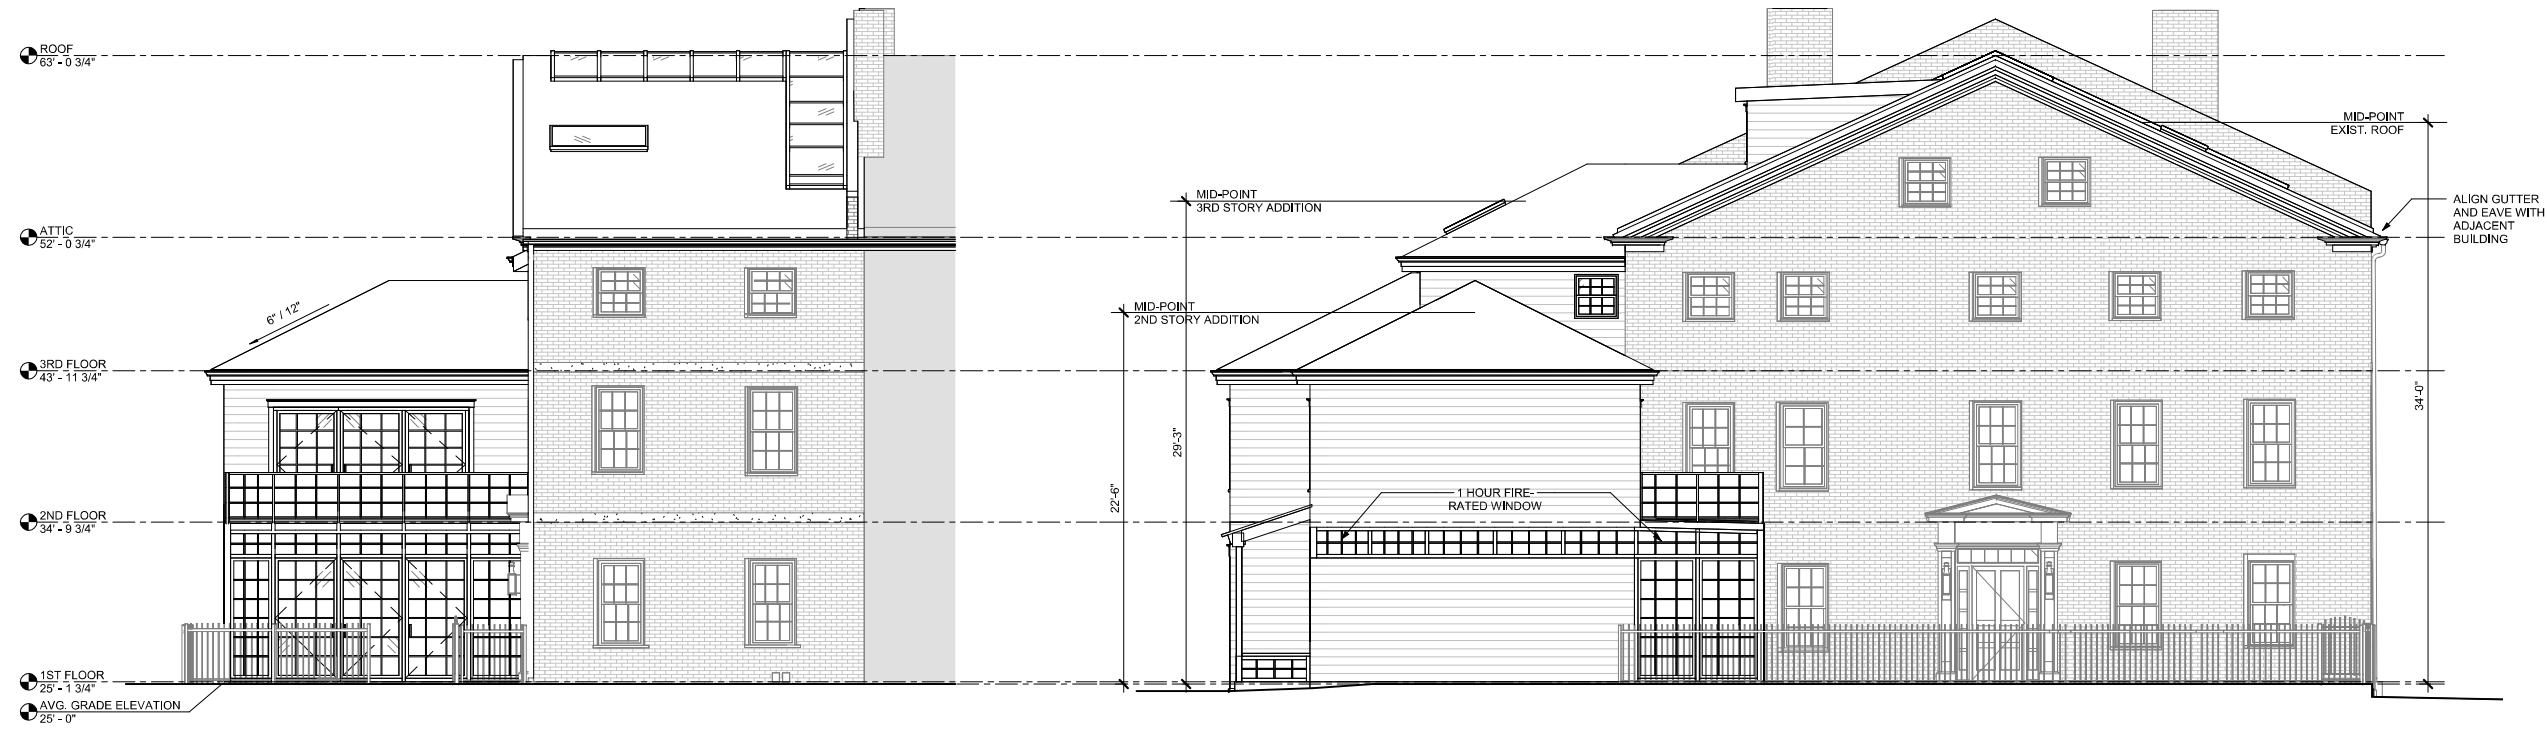 ROOF
63' - 0 3/4"
ATTIC
52' - 0 3/4"
6" / 12"
3RD FLOOR
43' - 11 3/4"
2ND FLOOR
34' - 9 3/4"
1ST FLOOR
25' - 1 3/4"
AVG. GRADE ELEVATION
25' - 0"
MID-POINT
3RD STORY ADDITION
MID-POINT
2ND STORY ADDITION
29'-3"
22'-6"
1 HOUR FIRE-
RATED WINDOW
MID-POINT
EXIST. ROOF
34'-0"
ALIGN GUTTER
AND EAVE WITH
ADJACENT
BUILDING